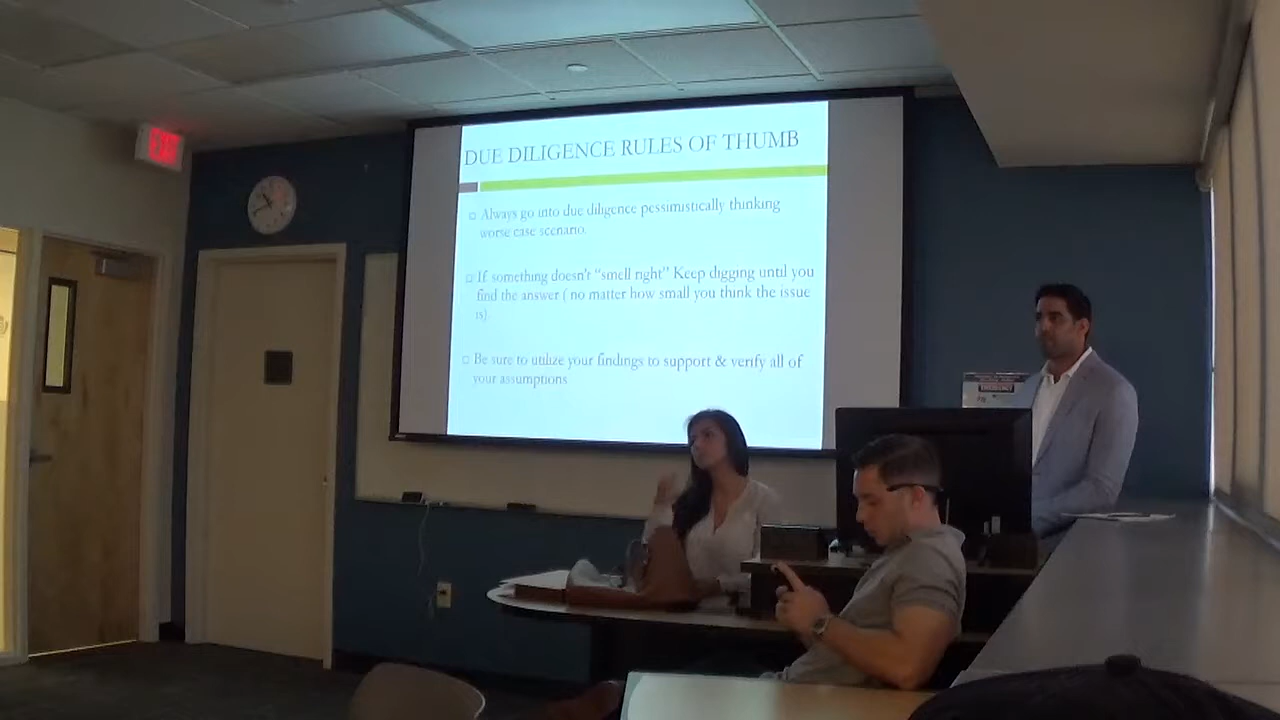 EXIT
DUE DILIGENCE RULES OF THUMB
Always go into due diligence pessimistically thinking
worse case scenario.
If something doesn't "smell right" Keep digging until you
find the answer ( no matter how small you think the issue
is).
Be sure to utilize your findings to support & verify all of
your assumptions
EMERGENCY